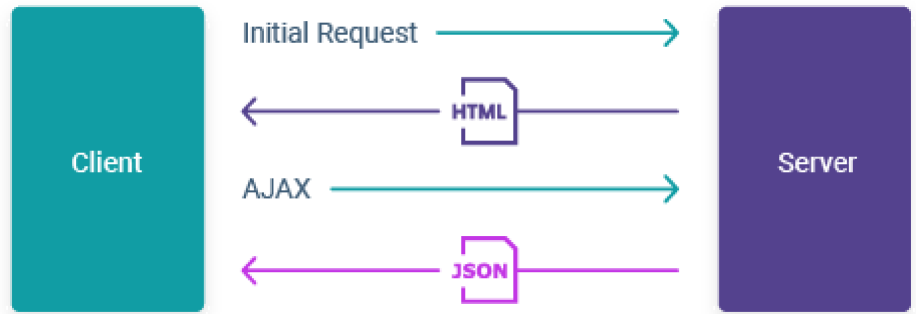 Initial Request
HTML
Client
Server
AJAX
JSON